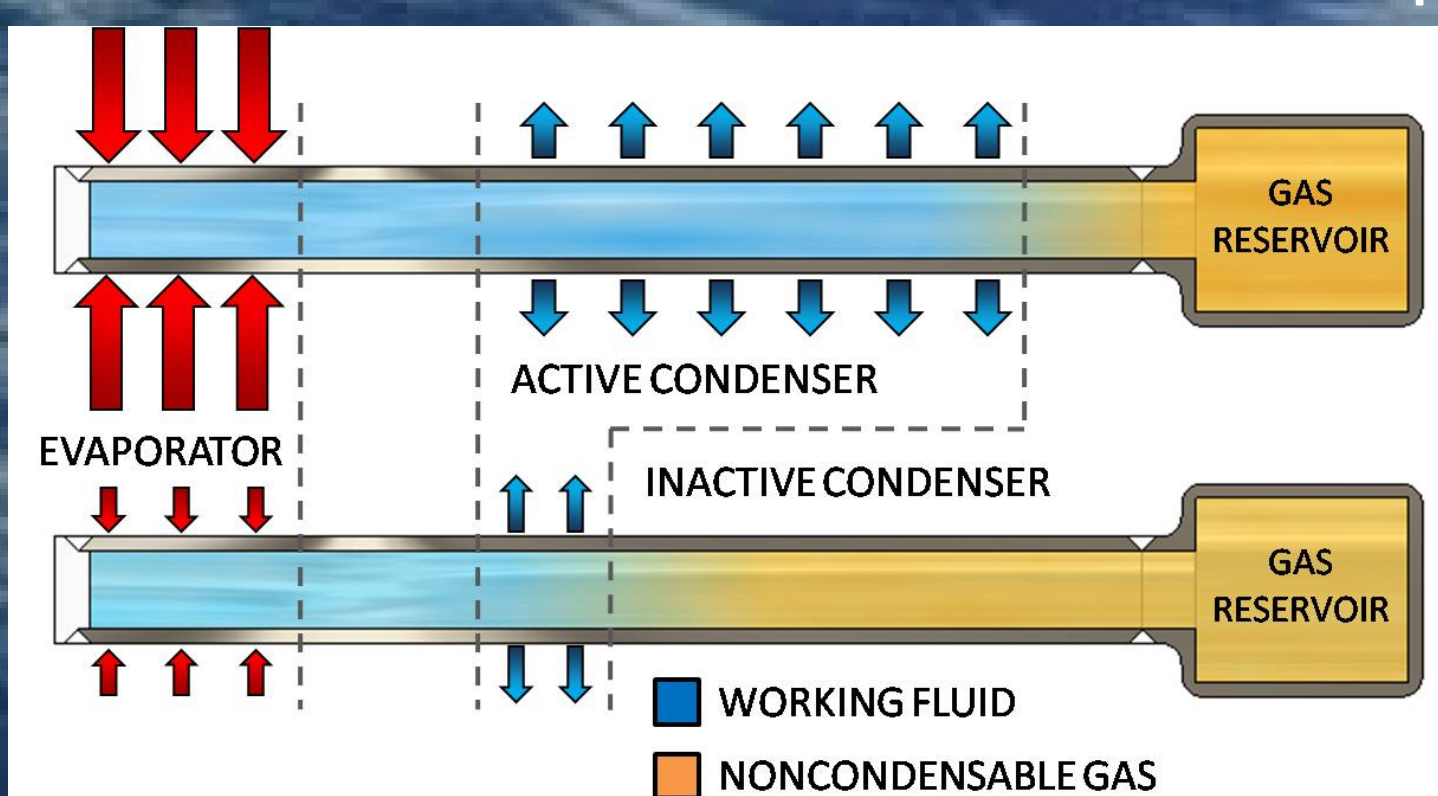 GAS
RESERVOIR
ACTIVE CONDENSER
EVAPORATOR
INACTIVE CONDENSER
GAS
RESERVOIR
WORKING FLUID
NONCONDENSABLE GAS